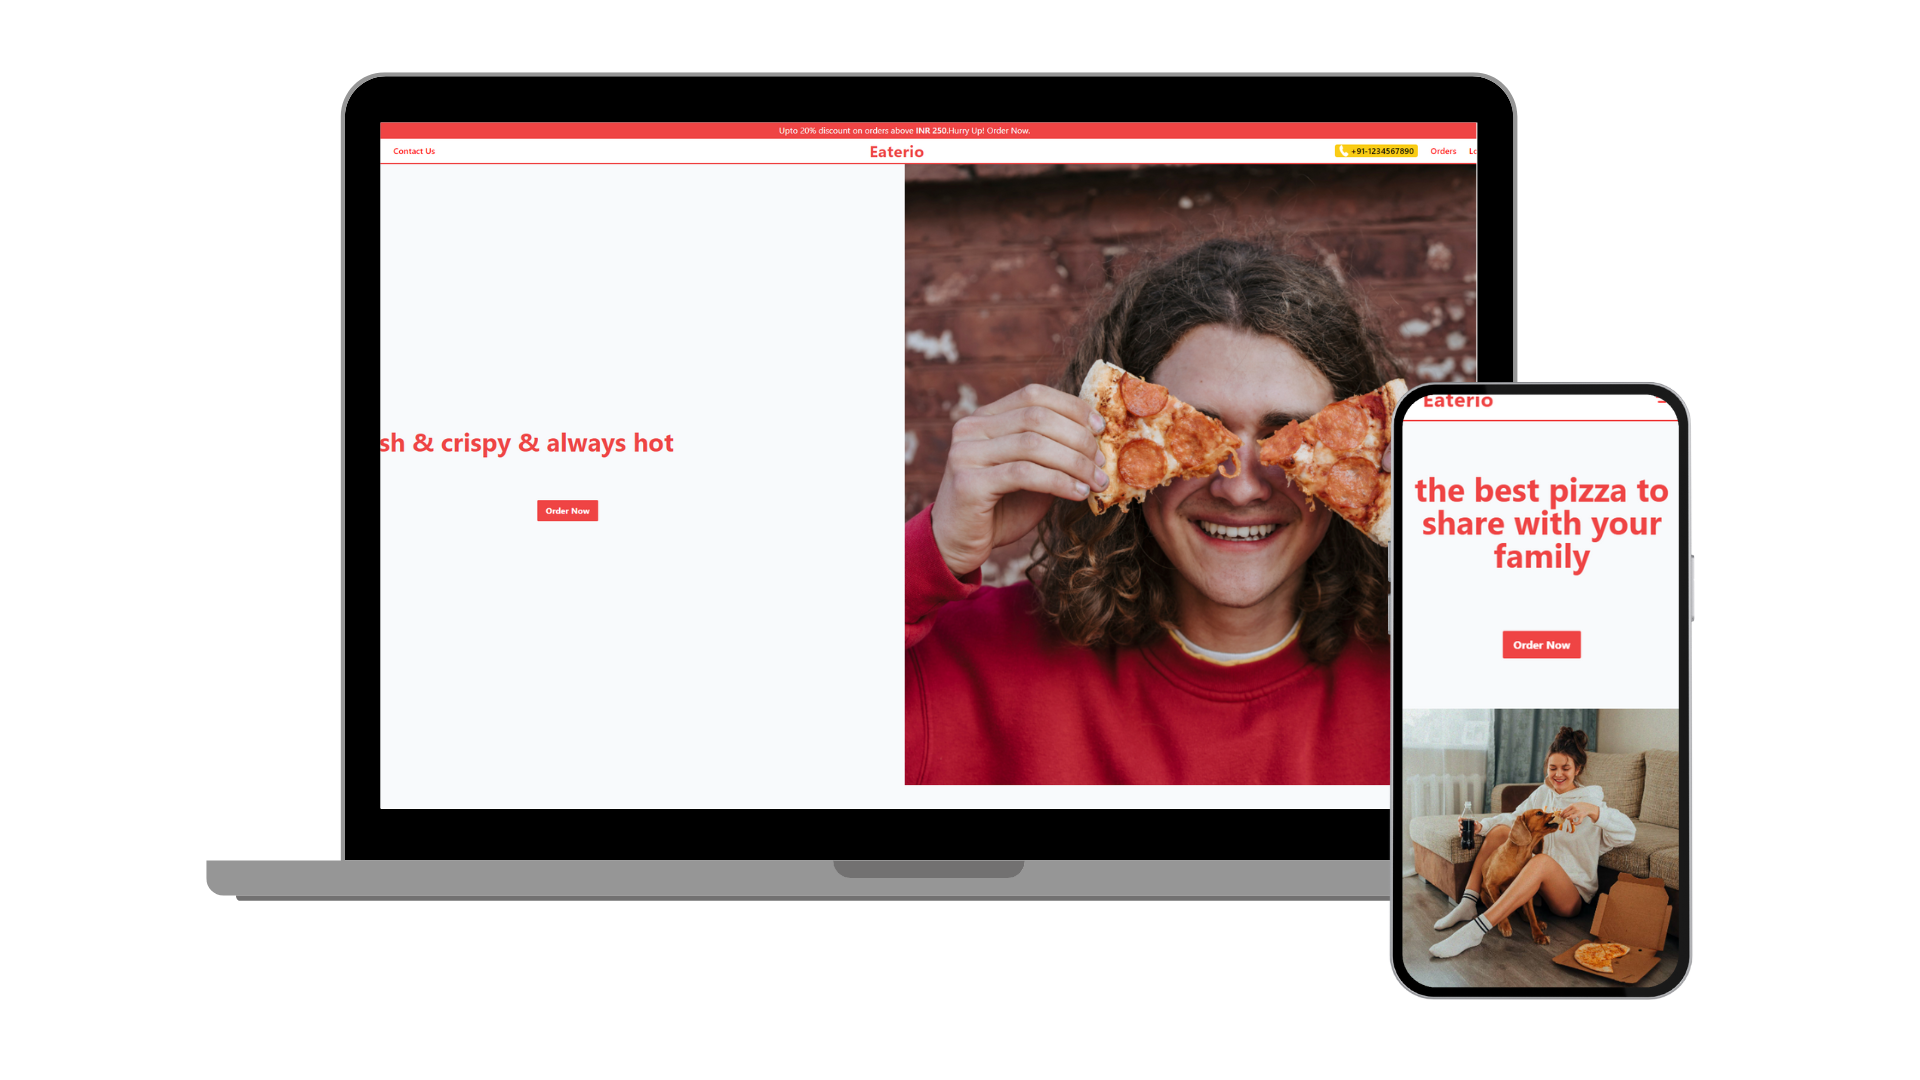 Upto 20% discount on orders above INR 250.Hurry Up! Order Now.
Contact Us
Eaterio
+91-1234567890
Orders
Lo
sh & crispy & always hot
Order Now
Eaterio
the best pizza to
share with your
family
Order Now